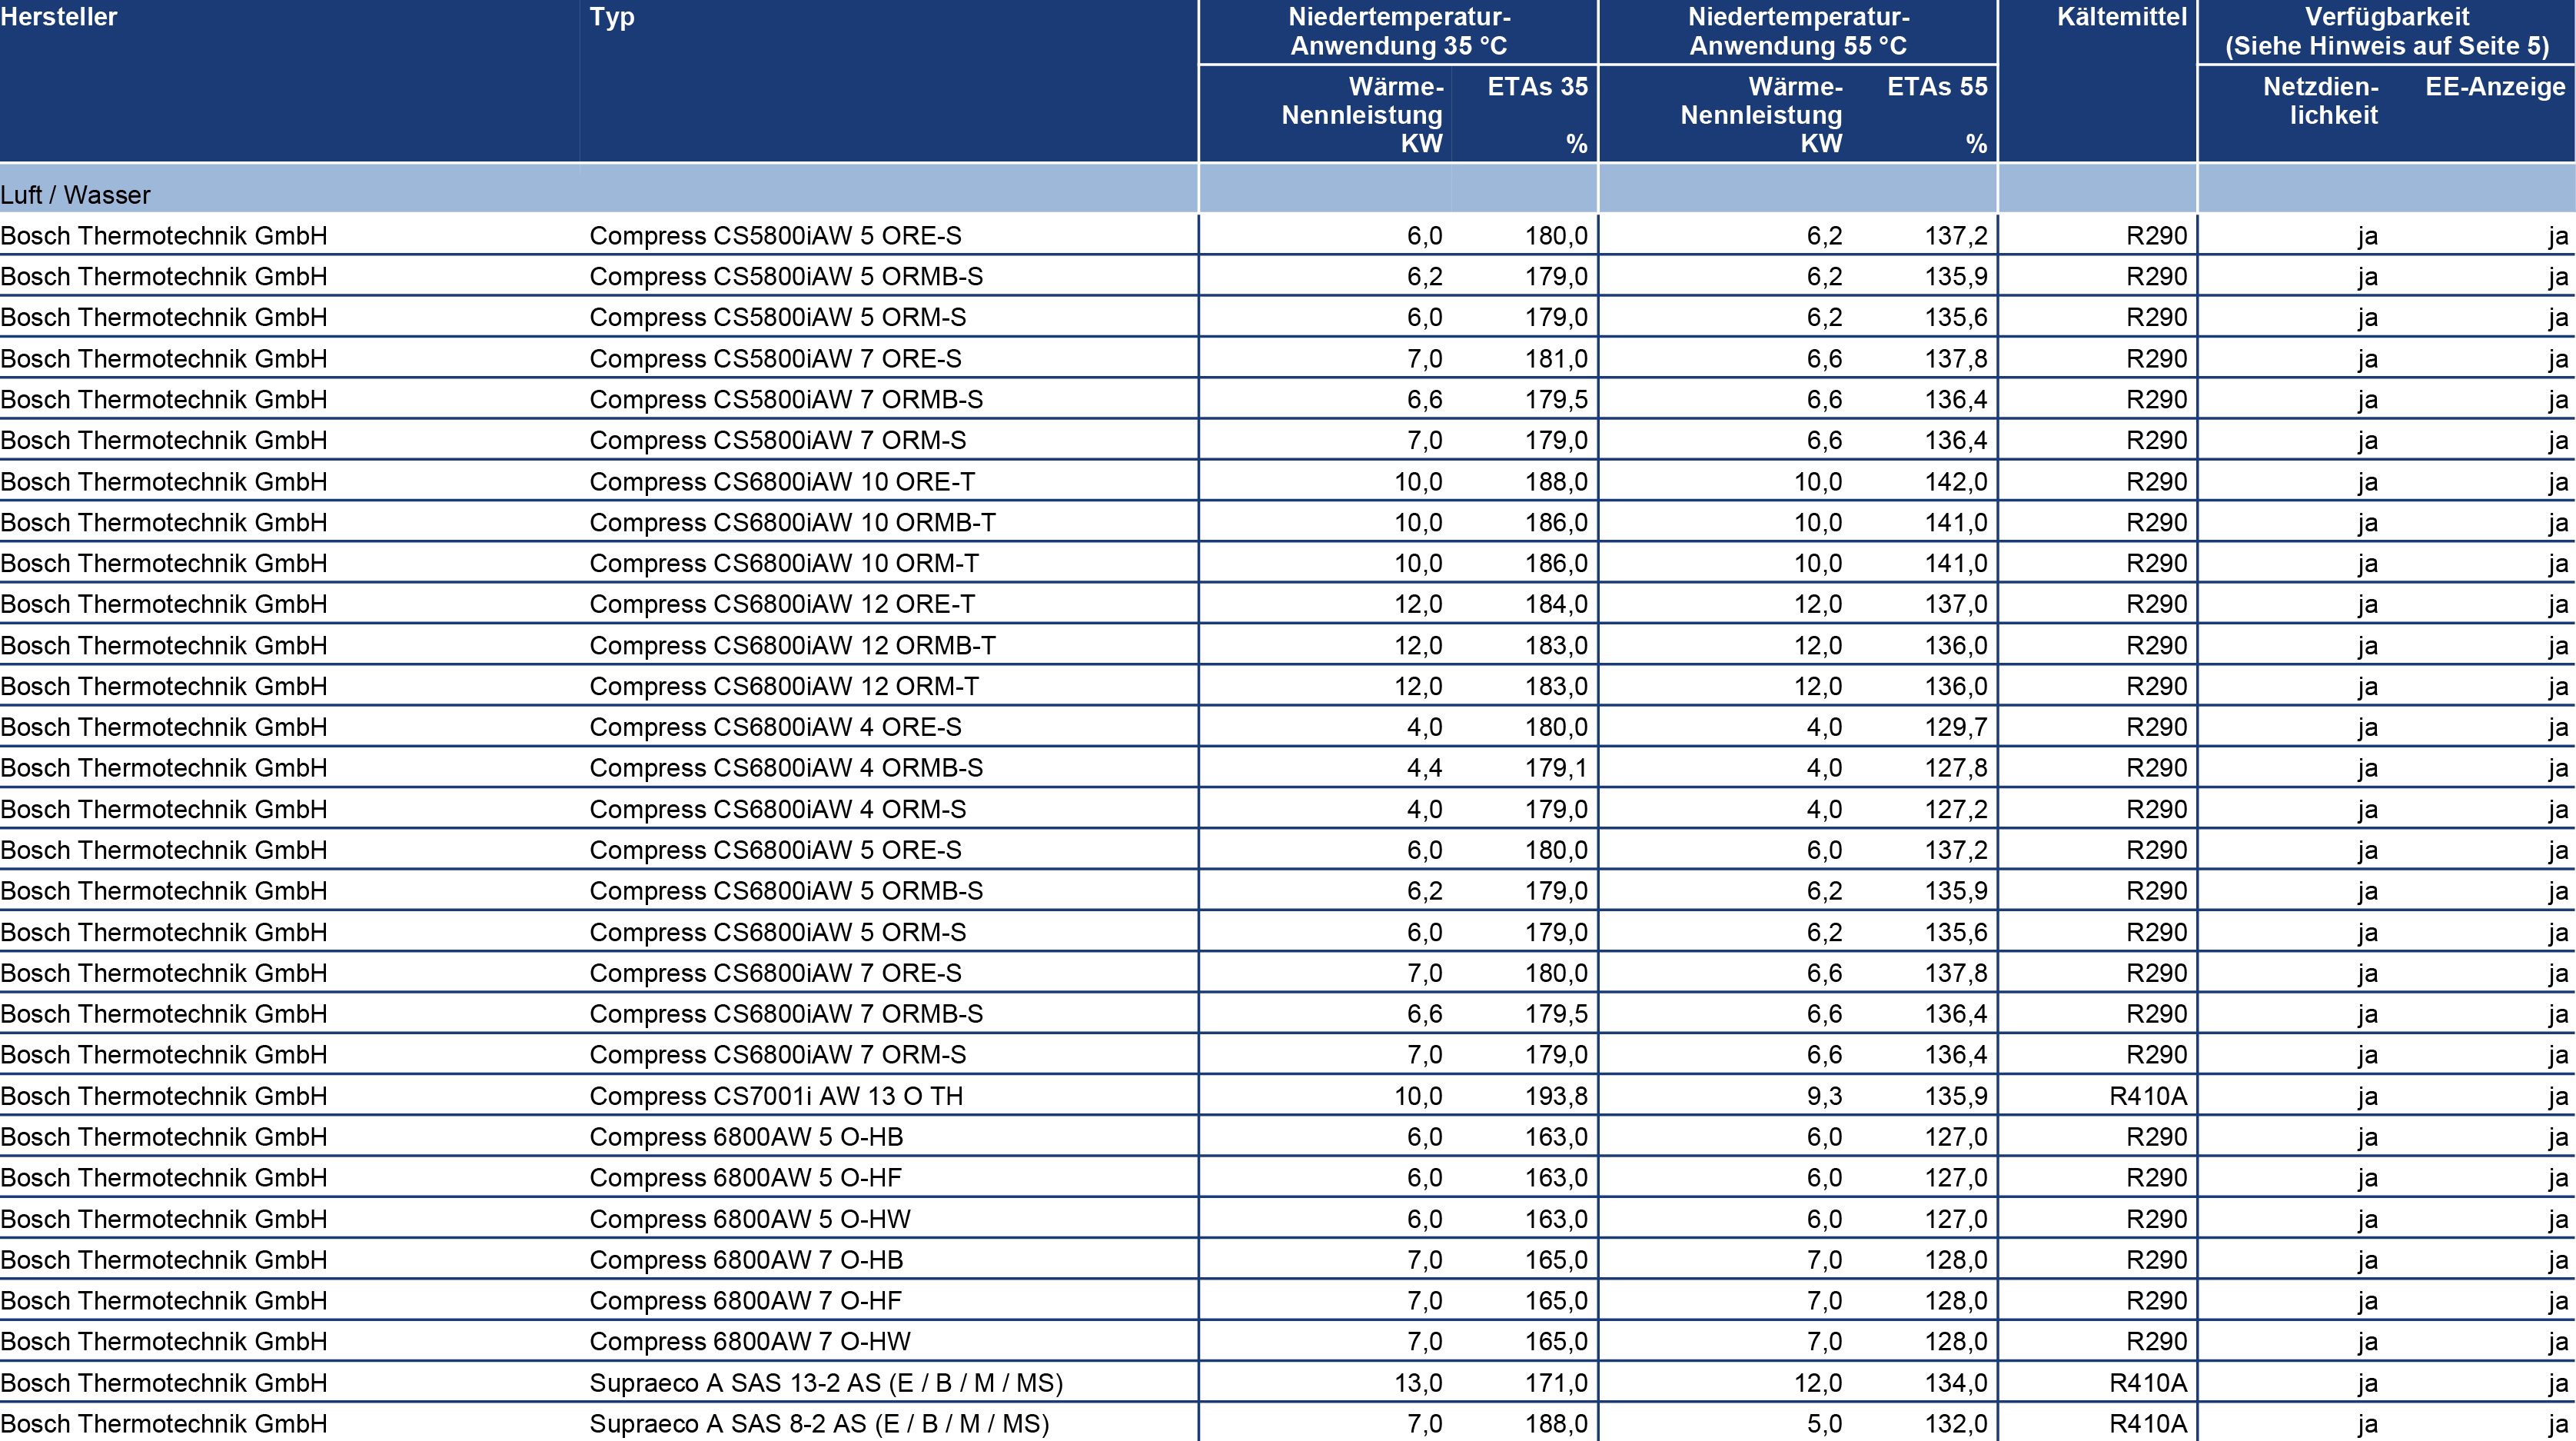 Hersteller Typ Niedertemperatur- Niedertemperatur- Kältemittel Verfügbarkeit
Anwendung 35 °C Anwendung 55 °C (Siehe Hinweis auf Seite 5)
Wärme- ETAs 35 Wärme- ETAs 55 Netzdien- EE-Anzeige
Nennleistung Nennleistung lichkeit
KW % KW %
Luft / Wasser
Bosch Thermotechnik GmbH Compress CS5800iAW 5 ORE-S 6,0 180,0 6,2 137,2 R290 ja ja
Bosch Thermotechnik GmbH Compress CS5800iAW 5 ORMB-S 6,2 179,0 6,2 135,9 R290 ja ja
Bosch Thermotechnik GmbH Compress CS5800iAW 5 ORM-S 6,0 179,0 6,2 135,6 R290 ja ja
Bosch Thermotechnik GmbH Compress CS5800iAW 7 ORE-S 7,0 181,0 6,6 137,8 R290 ja ja
Bosch Thermotechnik GmbH Compress CS5800iAW 7 ORMB-S 6,6 179,5 6,6 136,4 R290 ja ja
Bosch Thermotechnik GmbH Compress CS5800iAW 7 ORM-S 7,0 179,0 6,6 136,4 R290 ja ja
Bosch Thermotechnik GmbH Compress CS6800iAW 10 ORE-T 10,0 188,0 10,0 142,0 R290 ja ja
Bosch Thermotechnik GmbH Compress CS6800iAW 10 ORMB-T 10,0 186,0 10,0 141,0 R290 ja ja
Bosch Thermotechnik GmbH Compress CS6800iAW 10 ORM-T 10,0 186,0 10,0 141,0 R290 ja ja
Bosch Thermotechnik GmbH Compress CS6800iAW 12 ORE-T 12,0 184,0 12,0 137,0 R290 ja ja
Bosch Thermotechnik GmbH Compress CS6800iAW 12 ORMB-T 12,0 183,0 12,0 136,0 R290 ja ja
Bosch Thermotechnik GmbH Compress CS6800iAW 12 ORM-T 12,0 183,0 12,0 136,0 R290 ja ja
Bosch Thermotechnik GmbH Compress CS6800iAW 4 ORE-S 4,0 180,0 4,0 129,7 R290 ja ja
Bosch Thermotechnik GmbH Compress CS6800iAW 4 ORMB-S 4,4 179,1 4,0 127,8 R290 ja ja
Bosch Thermotechnik GmbH Compress CS6800iAW 4 ORM-S 4,0 179,0 4,0 127,2 R290 ja ja
Bosch Thermotechnik GmbH Compress CS6800iAW 5 ORE-S 6,0 180,0 6,0 137,2 R290 ja ja
Bosch Thermotechnik GmbH Compress CS6800iAW 5 ORMB-S 6,2 179,0 6,2 135,9 R290 ja ja
Bosch Thermotechnik GmbH Compress CS6800iAW 5 ORM-S 6,0 179,0 6,2 135,6 R290 ja ja
Bosch Thermotechnik GmbH Compress CS6800iAW 7 ORE-S 7,0 180,0 6,6 137,8 R290 ja ja
Bosch Thermotechnik GmbH Compress CS6800iAW 7 ORMB-S 6,6 179,5 6,6 136,4 R290 ja ja
Bosch Thermotechnik GmbH Compress CS6800iAW 7 ORM-S 7,0 179,0 6,6 136,4 R290 ja ja
Bosch Thermotechnik GmbH Compress CS7001i AW 13 O TH 10,0 193,8 9,3 135,9 R410A ja ja
Bosch Thermotechnik GmbH Compress 6800AW 5 O-HB 6,0 163,0 6,0 127,0 R290 ja ja
Bosch Thermotechnik GmbH Compress 6800AW 5 O-HF 6,0 163,0 6,0 127,0 R290 ja ja
Bosch Thermotechnik GmbH Compress 6800AW 5 O-HW 6,0 163,0 6,0 127,0 R290 ja ja
Bosch Thermotechnik GmbH Compress 6800AW 7 O-HB 7,0 165,0 7,0 128,0 R290 ja ja
Bosch Thermotechnik GmbH Compress 6800AW 7 O-HF 7,0 165,0 7,0 128,0 R290 ja ja
Bosch Thermotechnik GmbH Compress 6800AW 7 O-HW 7,0 165,0 7,0 128,0 R290 ja ja
Bosch Thermotechnik GmbH Supraeco A SAS 13-2 AS (E / B / M / MS) 13,0 171,0 12,0 134,0 R410A ja ja
Bosch Thermotechnik GmbH Supraeco A SAS 8-2 AS (E / B / M / MS) 7,0 188,0 5,0 132,0 R410A ja ja